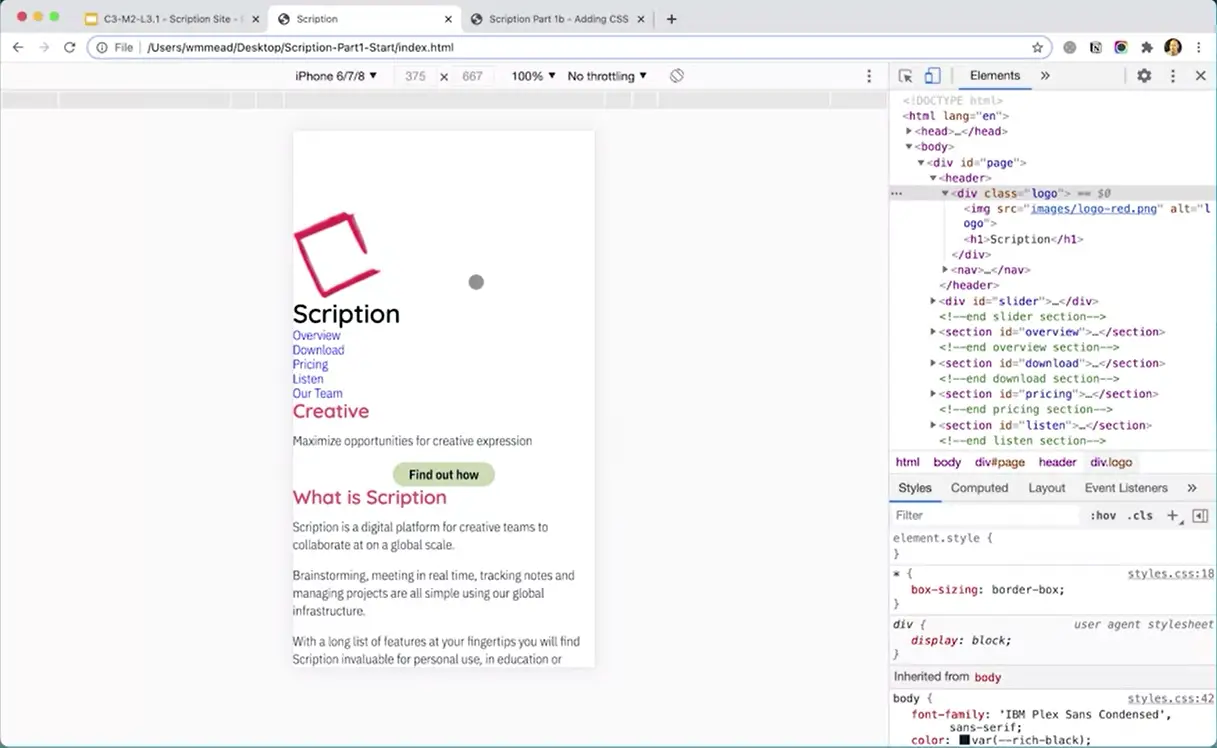 C3-M2-L3.1 - Scription Site -
Scription
Scription Part 1b - Adding CSS
File /Users/wmmead/Desktop/Scription-Part1-Start/index.html
iPhone 6/7/8 ▼ 375 × 667 100% ▼ No throttling ▼
Scription
Overview
Download
Pricing
Listen
Our Team
Creative
Maximize opportunities for creative expression
Find out how
What is Scription
Scription is a digital platform for creative teams to
collaborate at on a global scale.
Brainstorming, meeting in real time, tracking notes and
managing projects are all simple using our global
infrastructure.
With a long list of features at your fingertips you will find
Scription invaluable for personal use, in education or
Elements »
<!DOCTYPE html>
<html lang="en">
▶<head>…</head>
▼<body>
▼<div id="page">
▼<header>
… ▼<div class="logo"> == $0
<img src="images/logo-red.png" alt="l
ogo">
<h1>Scription</h1>
</div>
▶<nav>…</nav>
</header>
▶<div id="slider">…</div>
<!--end slider section-->
▶<section id="overview">…</section>
<!--end overview section-->
▶<section id="download">…</section>
<!--end download section-->
▶<section id="pricing">…</section>
<!--end pricing section-->
▶<section id="listen">…</section>
<!--end listen section-->
html body div#page header div.logo
Styles Computed Layout Event Listeners »
Filter :hov .cls +
element.style {
}
* { styles.css:18
box-sizing: border-box;
}
div { user agent stylesheet
display: block;
}
Inherited from body
body { styles.css:42
font-family: 'IBM Plex Sans Condensed',
sans-serif;
color: var(--rich-black);